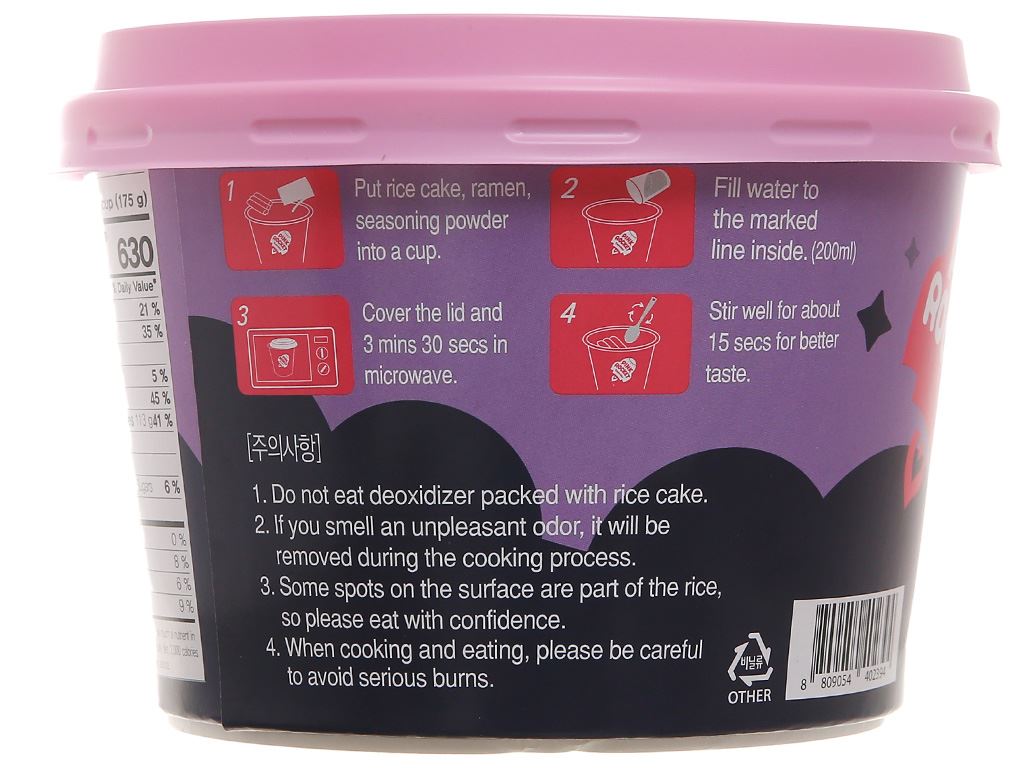 cup (175 g)
630
% Daily Value*
21 %
35 %
5 %
45 %
113 g 41 %
Sugars 6 %
0 %
8 %
6 %
9 %
1
Put rice cake, ramen,
seasoning powder
into a cup.
2
Fill water to
the marked
line inside. (200ml)
3
Cover the lid and
3 mins 30 secs in
microwave.
4
Stir well for about
15 secs for better
taste.
[주의사항]
1. Do not eat deoxidizer packed with rice cake.
2. If you smell an unpleasant odor, it will be
removed during the cooking process.
3. Some spots on the surface are part of the rice,
so please eat with confidence.
4. When cooking and eating, please be careful
to avoid serious burns.
비닐류
OTHER
8 809054 402394